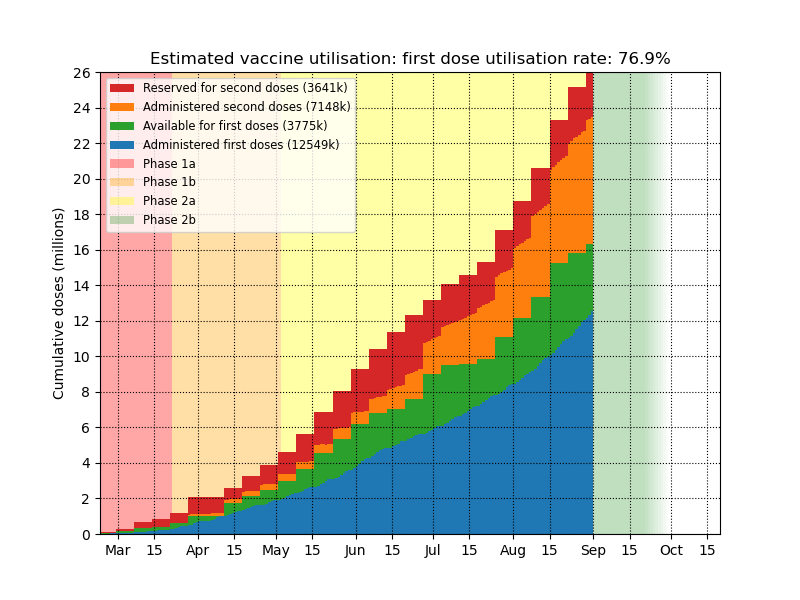 Estimated vaccine utilisation: first dose utilisation rate: 76.9%
Cumulative doses (millions)
26
24
22
20
18
16
14
12
10
8
6
4
2
0
Reserved for second doses (3641k)
Administered second doses (7148k)
Available for first doses (3775k)
Administered first doses (12549k)
Phase 1a
Phase 1b
Phase 2a
Phase 2b
Mar 15 Apr 15 May 15 Jun 15 Jul 15 Aug 15 Sep 15 Oct 15